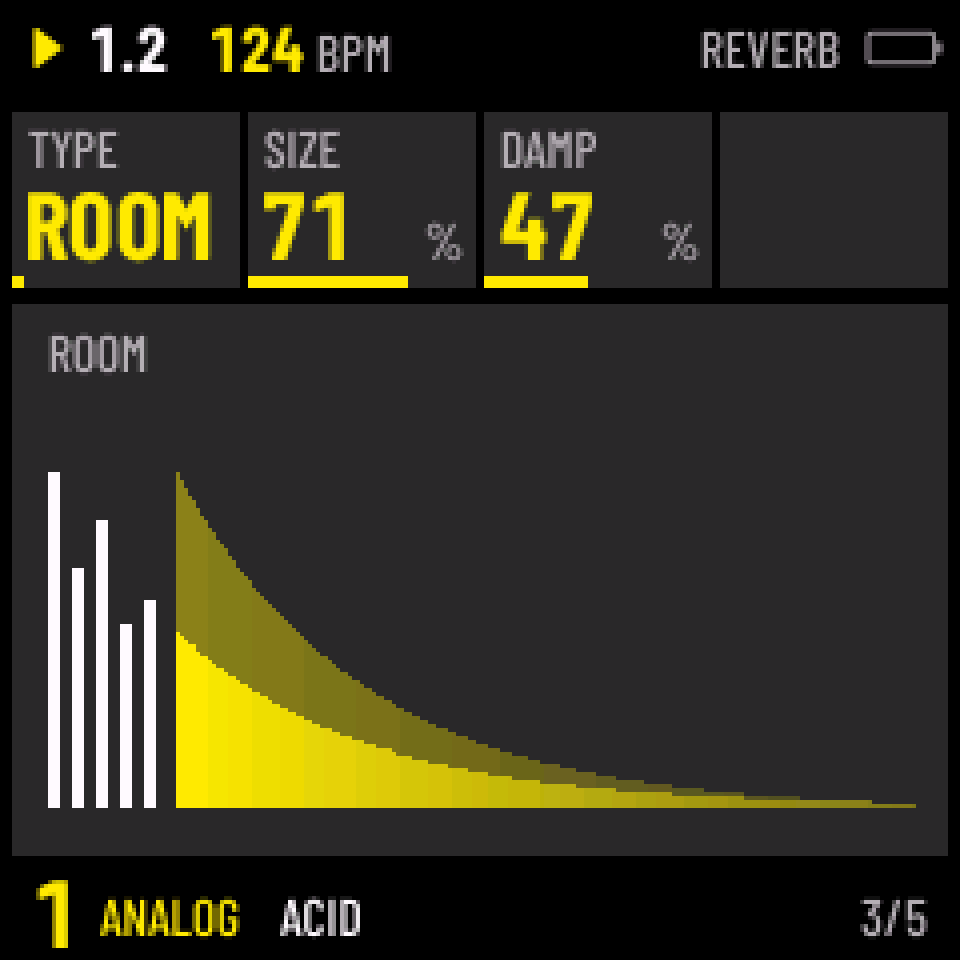 1.2 124 BPM REVERB
TYPE SIZE DAMP
ROOM 71 % 47 %
ROOM
1 ANALOG ACID 3/5